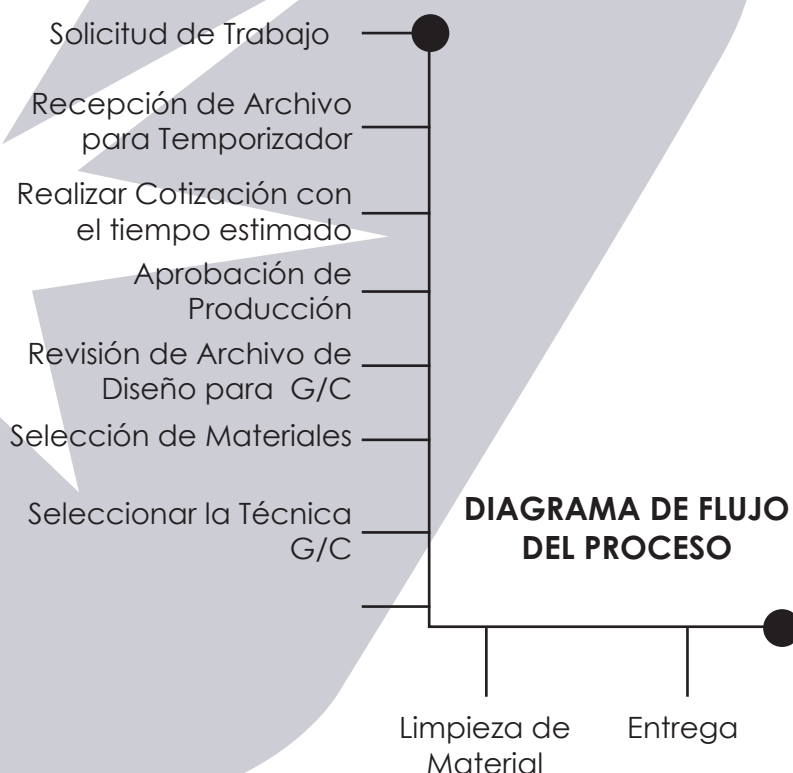 Solicitud de Trabajo
Recepción de Archivo
para Temporizador
Realizar Cotización con
el tiempo estimado
Aprobación de
Producción
Revisión de Archivo de
Diseño para  G/C
Selección de Materiales
Seleccionar la Técnica
G/C
DIAGRAMA DE FLUJO
DEL PROCESO
Limpieza de
Material
Entrega